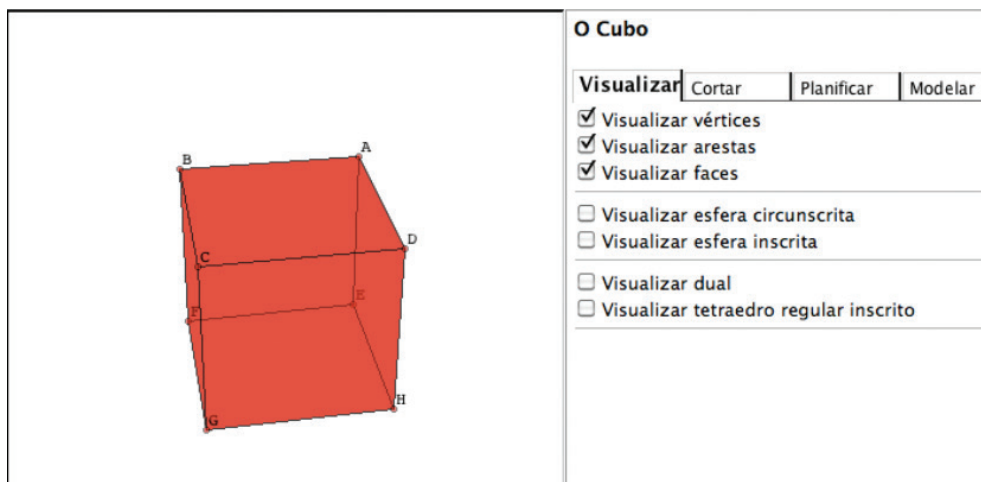 O Cubo
Visualizar Cortar Planificar Modelar
Visualizar vértices
Visualizar arestas
Visualizar faces
Visualizar esfera circunscrita
Visualizar esfera inscrita
Visualizar dual
Visualizar tetraedro regular inscrito
B A
C D
F E
G H